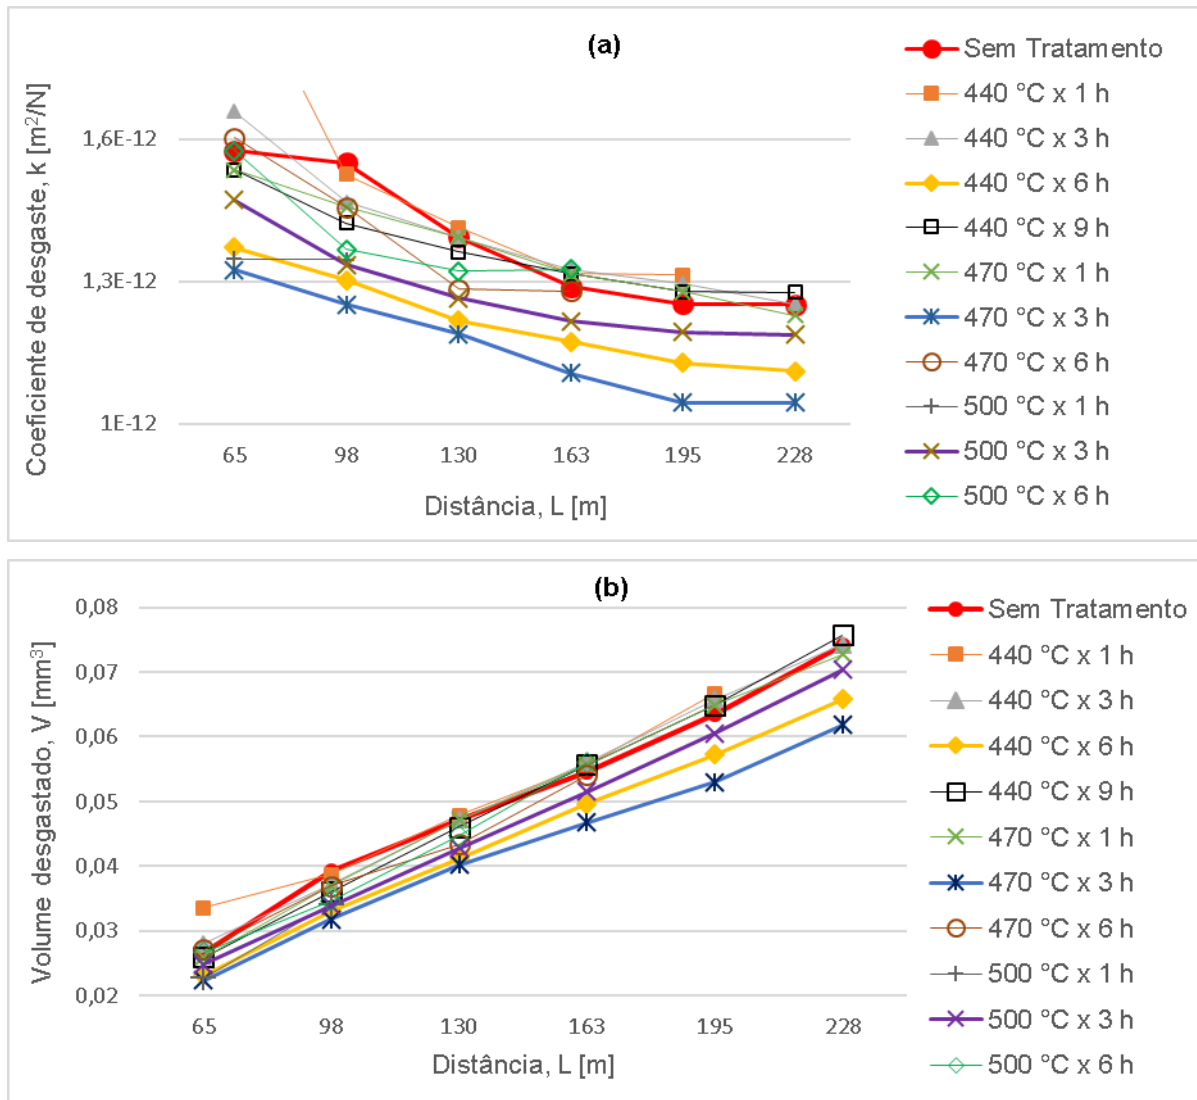 (a)
Coeficiente de desgaste, k [m²/N]
1,6E-12
1,3E-12
1E-12
65 98 130 163 195 228
Distância, L [m]
Sem Tratamento
440 °C x 1 h
440 °C x 3 h
440 °C x 6 h
440 °C x 9 h
470 °C x 1 h
470 °C x 3 h
470 °C x 6 h
500 °C x 1 h
500 °C x 3 h
500 °C x 6 h
(b)
Volume desgastado, V [mm³]
0,08
0,07
0,06
0,05
0,04
0,03
0,02
65 98 130 163 195 228
Distância, L [m]
Sem Tratamento
440 °C x 1 h
440 °C x 3 h
440 °C x 6 h
440 °C x 9 h
470 °C x 1 h
470 °C x 3 h
470 °C x 6 h
500 °C x 1 h
500 °C x 3 h
500 °C x 6 h